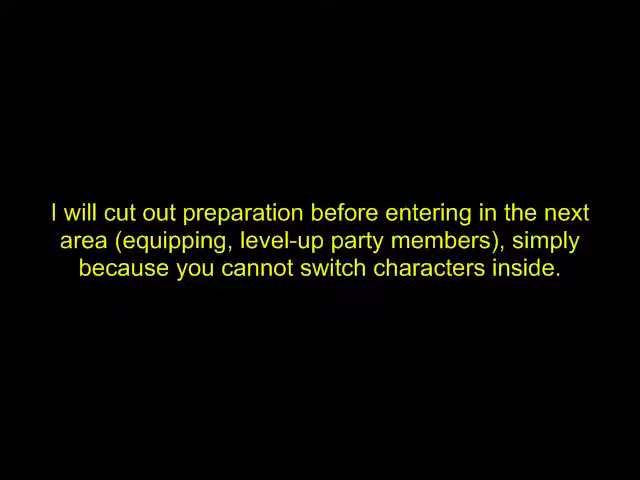 I will cut out preparation before entering in the next
area (equipping, level-up party members), simply
because you cannot switch characters inside.